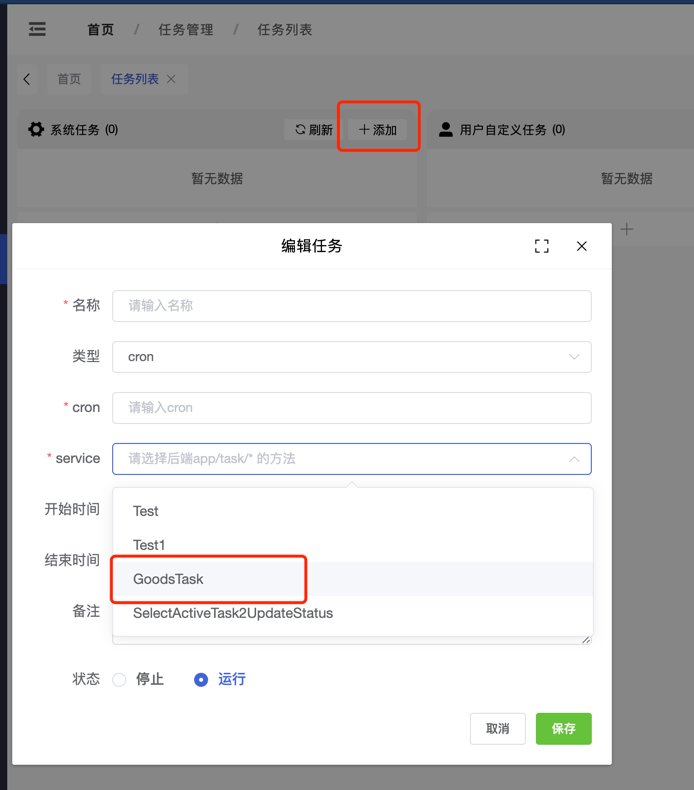 首页 / 任务管理 / 任务列表
首页 任务列表
系统任务 (0) 刷新 添加 用户自定义任务 (0)
暂无数据 暂无数据
编辑任务
* 名称 请输入名称
类型 cron
* cron 请输入cron
* service 请选择后端app/task/* 的方法
开始时间 Test
Test1
结束时间
GoodsTask
备注 SelectActiveTask2UpdateStatus
状态 停止 运行
取消 保存